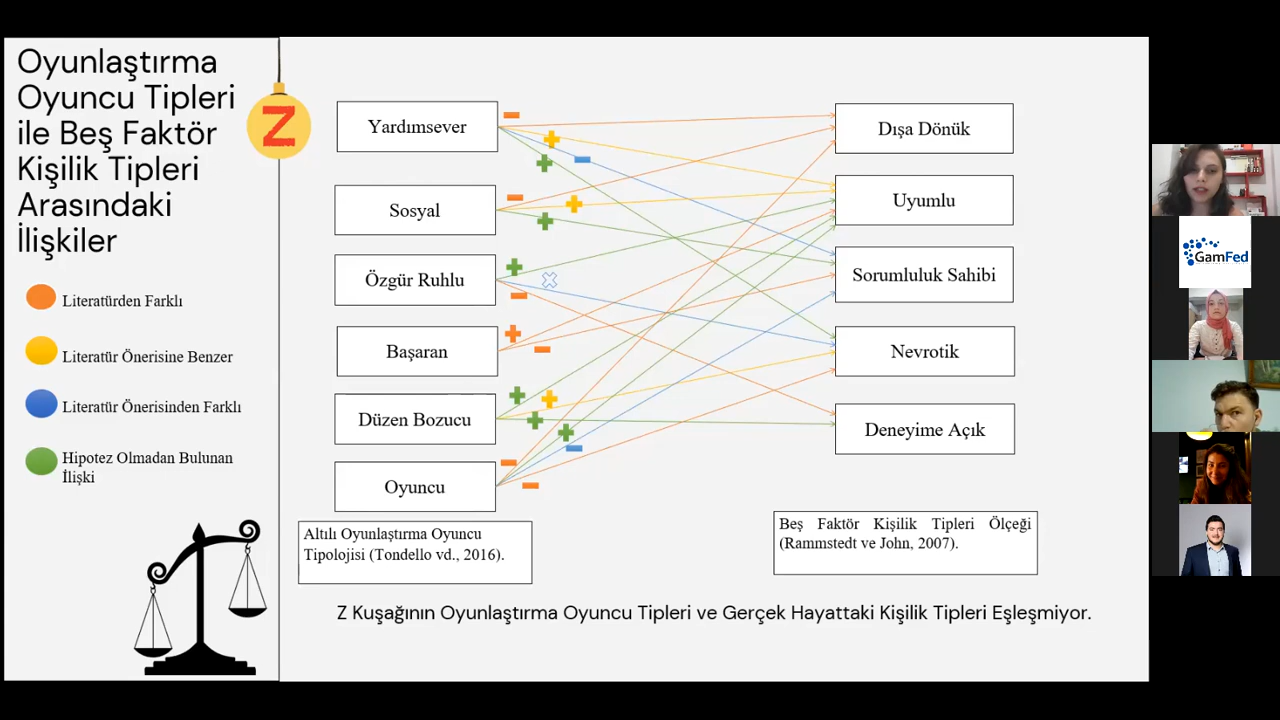 Oyunlaştırma
Oyuncu Tipleri
ile Beş Faktör
Kişilik Tipleri
Arasındaki
İlişkiler
Z
Literatürden Farklı
Literatür Önerisine Benzer
Literatür Önerisinden Farklı
Hipotez Olmadan Bulunan
İlişki
Yardımsever
Sosyal
Özgür Ruhlu
Başaran
Düzen Bozucu
Oyuncu
Altılı Oyunlaştırma Oyuncu
Tipolojisi (Tondello vd., 2016).
Dışa Dönük
Uyumlu
Sorumluluk Sahibi
Nevrotik
Deneyime Açık
Beş Faktör Kişilik Tipleri Ölçeği
(Rammstedt ve John, 2007).
Z Kuşağının Oyunlaştırma Oyuncu Tipleri ve Gerçek Hayattaki Kişilik Tipleri Eşleşmiyor.
GamFed